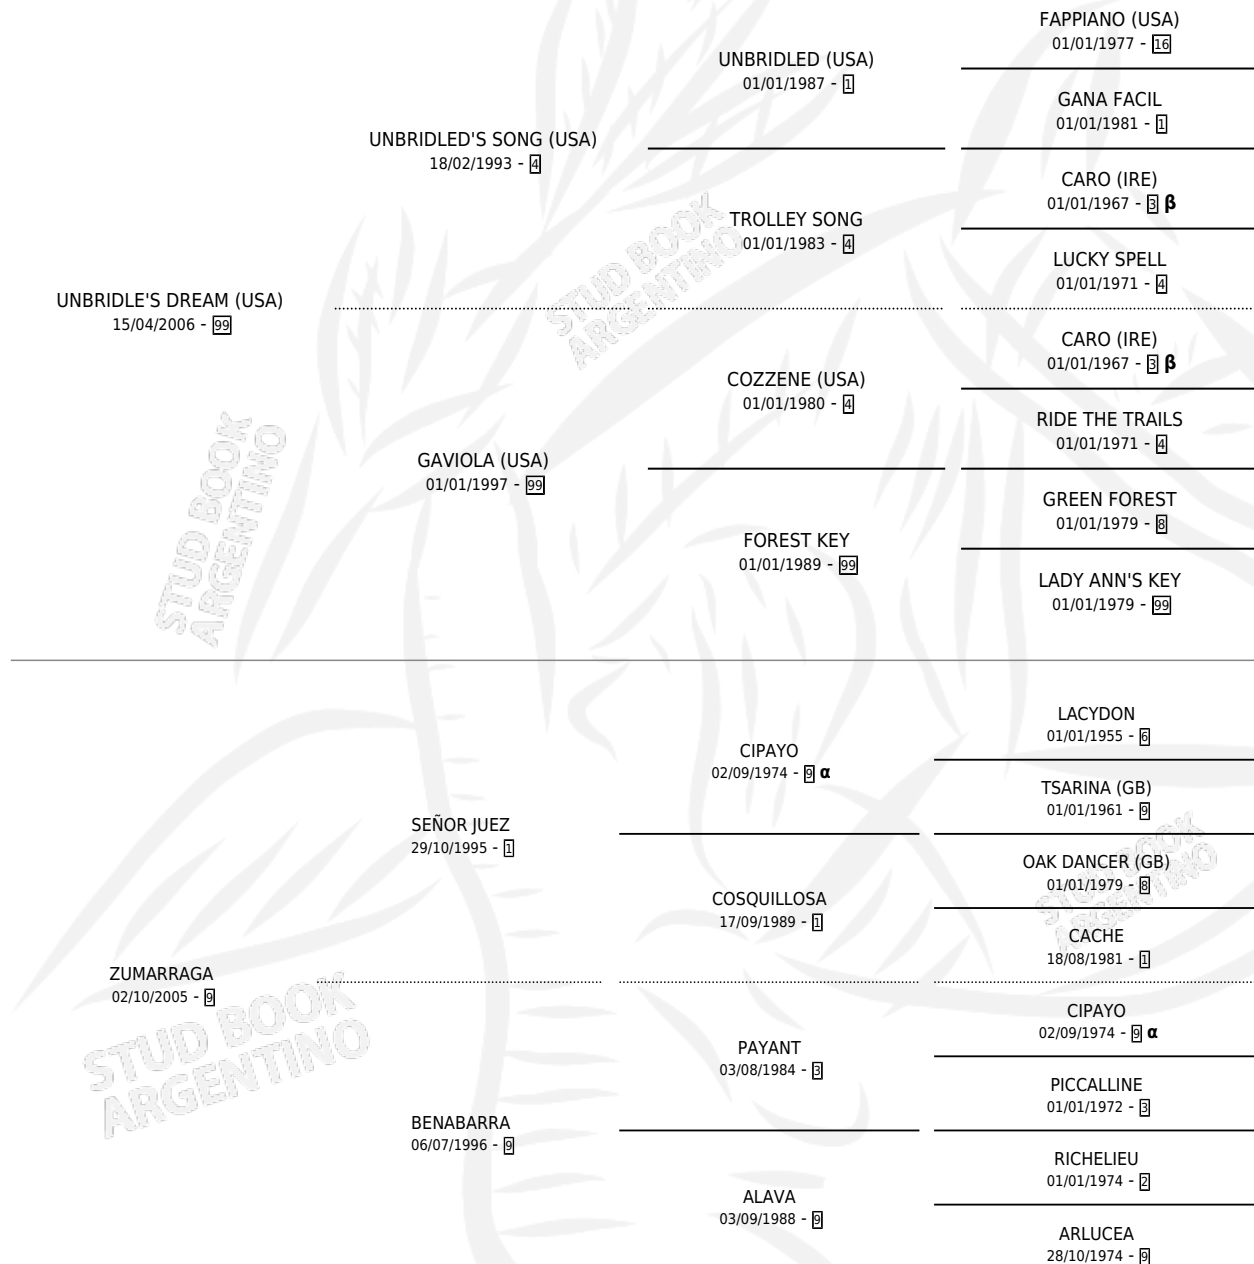 FAPPIANO (USA)
01/01/1977 - 16
UNBRIDLED (USA)
01/01/1987 - 1
GANA FACIL
01/01/1981 - 1
UNBRIDLED'S SONG (USA)
18/02/1993 - 4
CARO (IRE)
01/01/1967 - 3 β
TROLLEY SONG
01/01/1983 - 4
LUCKY SPELL
01/01/1971 - 4
UNBRIDLE'S DREAM (USA)
15/04/2006 - 99
CARO (IRE)
01/01/1967 - 3 β
COZZENE (USA)
01/01/1980 - 4
RIDE THE TRAILS
01/01/1971 - 4
GAVIOLA (USA)
01/01/1997 - 99
GREEN FOREST
01/01/1979 - 8
FOREST KEY
01/01/1989 - 99
LADY ANN'S KEY
01/01/1979 - 99
LACYDON
01/01/1955 - 6
CIPAYO
02/09/1974 - 9 α
TSARINA (GB)
01/01/1961 - 9
SEÑOR JUEZ
29/10/1995 - 1
OAK DANCER (GB)
01/01/1979 - 8
COSQUILLOSA
17/09/1989 - 1
CACHE
18/08/1981 - 1
ZUMARRAGA
02/10/2005 - 9
CIPAYO
02/09/1974 - 9 α
PAYANT
03/08/1984 - 3
PICCALLINE
01/01/1972 - 3
BENABARRA
06/07/1996 - 9
RICHELIEU
01/01/1974 - 2
ALAVA
03/09/1988 - 9
ARLUCEA
28/10/1974 - 9
STUD BOOK
ARGENTINO
STUD BOOK
ARGENTINO
STUD BOOK
ARGENTINO
STUD BOOK
ARGENTINO